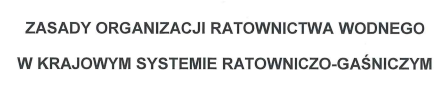 ZASADY ORGANIZACJI RATOWNICTWA WODNEGO
W KRAJOWYM SYSTEMIE RATOWNICZO-GAŚNICZYM